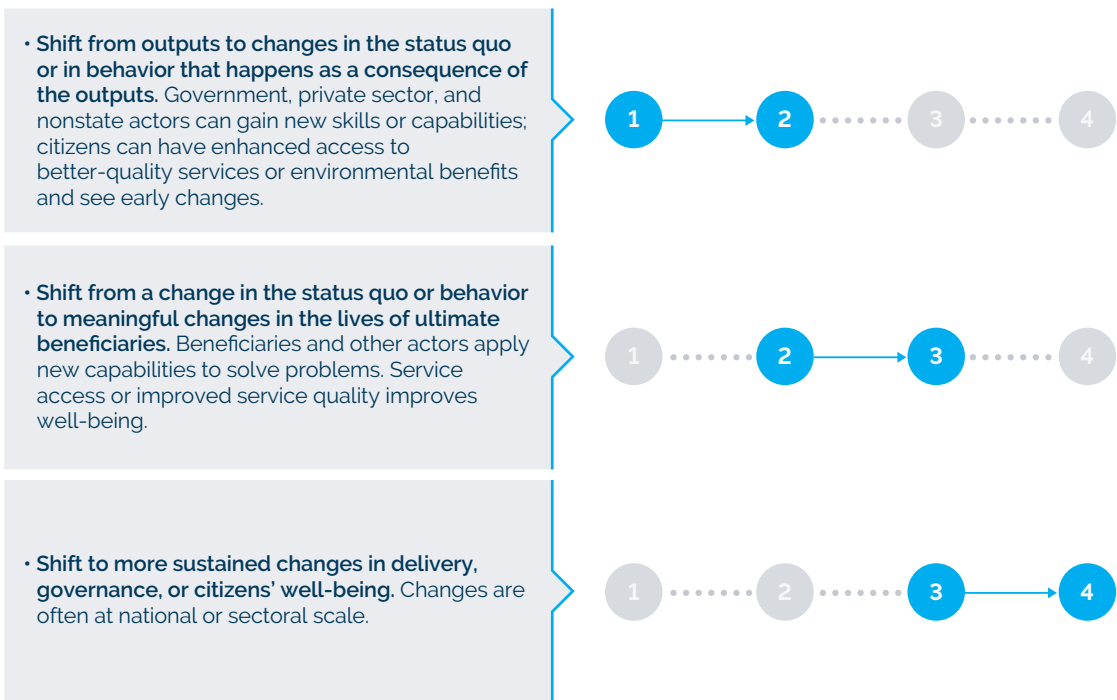 • Shift from outputs to changes in the status quo
or in behavior that happens as a consequence of
the outputs. Government, private sector, and
nonstate actors can gain new skills or capabilities;
citizens can have enhanced access to
better-quality services or environmental benefits
and see early changes.
1 2 3 4
• Shift from a change in the status quo or behavior
to meaningful changes in the lives of ultimate
beneficiaries. Beneficiaries and other actors apply
new capabilities to solve problems. Service
access or improved service quality improves
well-being.
1 2 3 4
• Shift to more sustained changes in delivery,
governance, or citizens’ well-being. Changes are
often at national or sectoral scale.
1 2 3 4